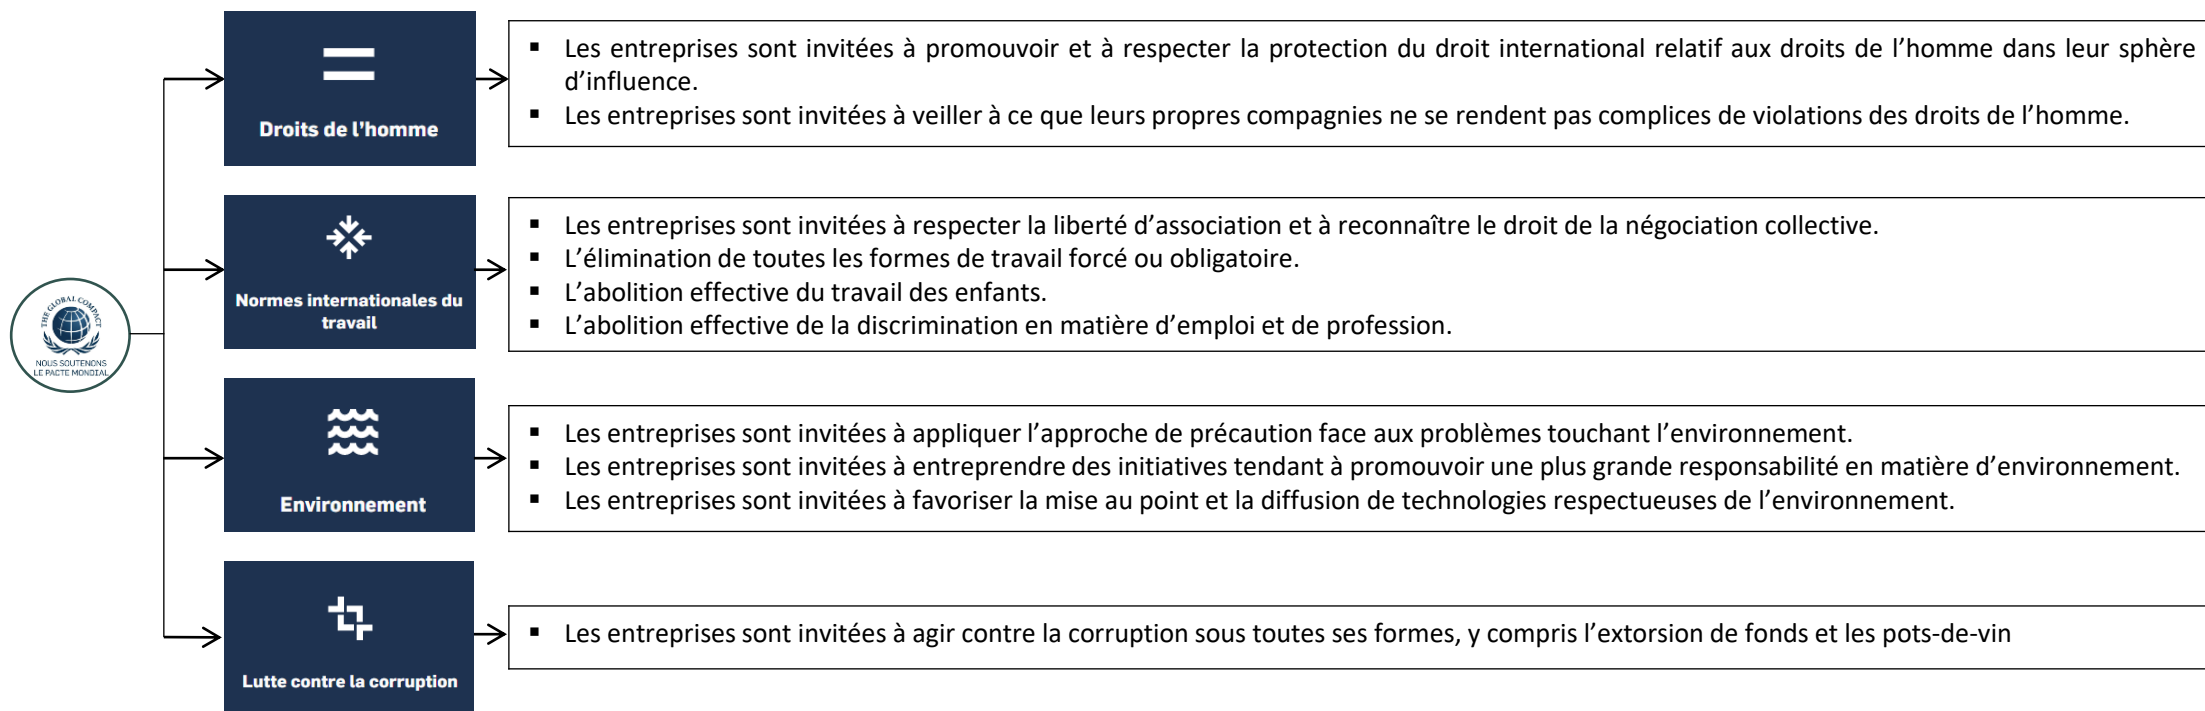 THE GLOBAL COMPACT
NOUS SOUTENONS
LE PACTE MONDIAL
Droits de l’homme
▪ Les entreprises sont invitées à promouvoir et à respecter la protection du droit international relatif aux droits de l’homme dans leur sphère
d’influence.
▪ Les entreprises sont invitées à veiller à ce que leurs propres compagnies ne se rendent pas complices de violations des droits de l’homme.
Normes internationales du
travail
▪ Les entreprises sont invitées à respecter la liberté d’association et à reconnaître le droit de la négociation collective.
▪ L’élimination de toutes les formes de travail forcé ou obligatoire.
▪ L’abolition effective du travail des enfants.
▪ L’abolition effective de la discrimination en matière d’emploi et de profession.
Environnement
▪ Les entreprises sont invitées à appliquer l’approche de précaution face aux problèmes touchant l’environnement.
▪ Les entreprises sont invitées à entreprendre des initiatives tendant à promouvoir une plus grande responsabilité en matière d’environnement.
▪ Les entreprises sont invitées à favoriser la mise au point et la diffusion de technologies respectueuses de l’environnement.
Lutte contre la corruption
▪ Les entreprises sont invitées à agir contre la corruption sous toutes ses formes, y compris l’extorsion de fonds et les pots-de-vin